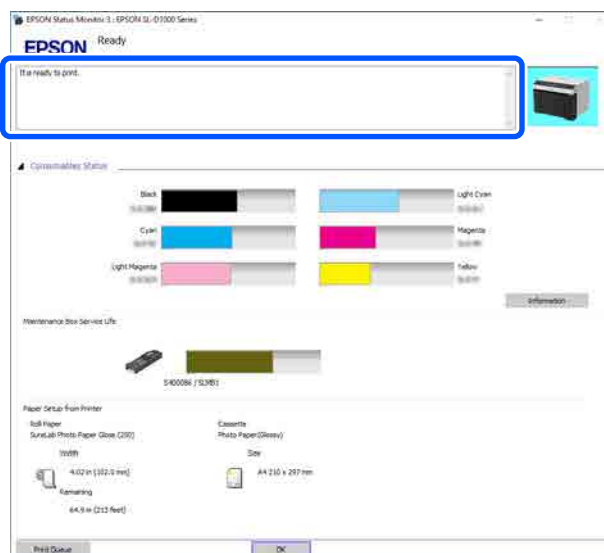 EPSON Status Monitor 3 : EPSON SL-D1000 Series
EPSON
Ready
It is ready to print.
Consumables Status
Black
Light Cyan
Cyan
Magenta
Light Magenta
Yellow
Information
Maintenance Box Service Life
S400086 / SLMB1
Paper Setup from Printer
Roll Paper
SureLab Photo Paper Gloss (250)
Width
4.02 in (102.0 mm)
Remaining
64.9 m (213 feet)
Cassette
Photo Paper(Glossy)
Size
A4 210 x 297 mm
Print Queue
OK